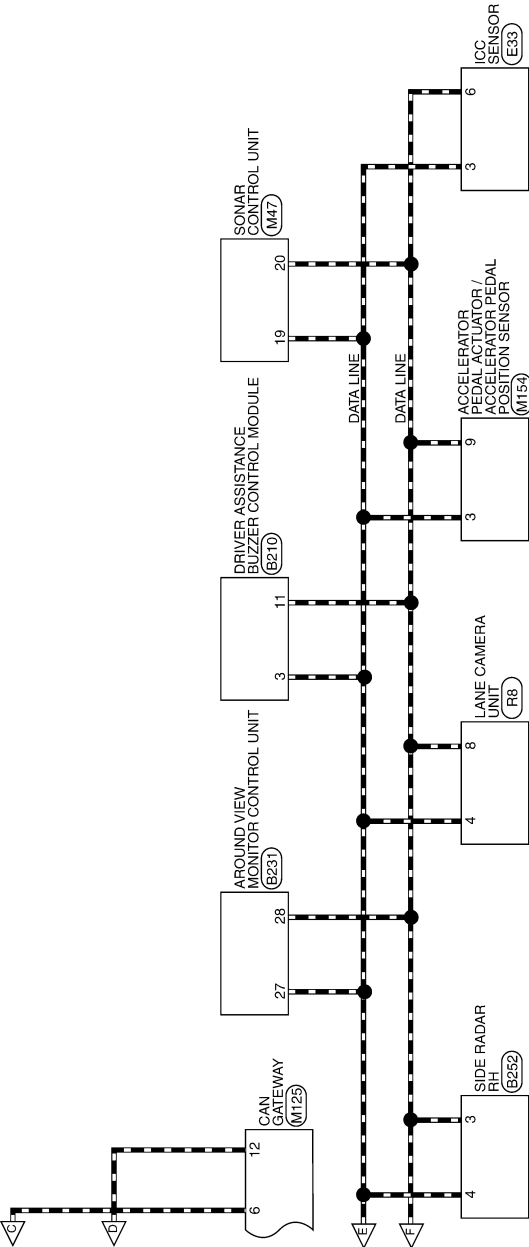 C
D
E
F
6
12
CAN
GATEWAY
M125
27
28
AROUND VIEW
MONITOR CONTROL UNIT
B231
3
11
DRIVER ASSISTANCE
BUZZER CONTROL MODULE
B210
19
20
SONAR
CONTROL UNIT
M47
DATA LINE
DATA LINE
4
3
SIDE RADAR
RH
B252
4
8
LANE CAMERA
UNIT
R8
3
9
ACCELERATOR
PEDAL ACTUATOR /
ACCELERATOR PEDAL
POSITION SENSOR
M154
3
6
ICC
SENSOR
E33